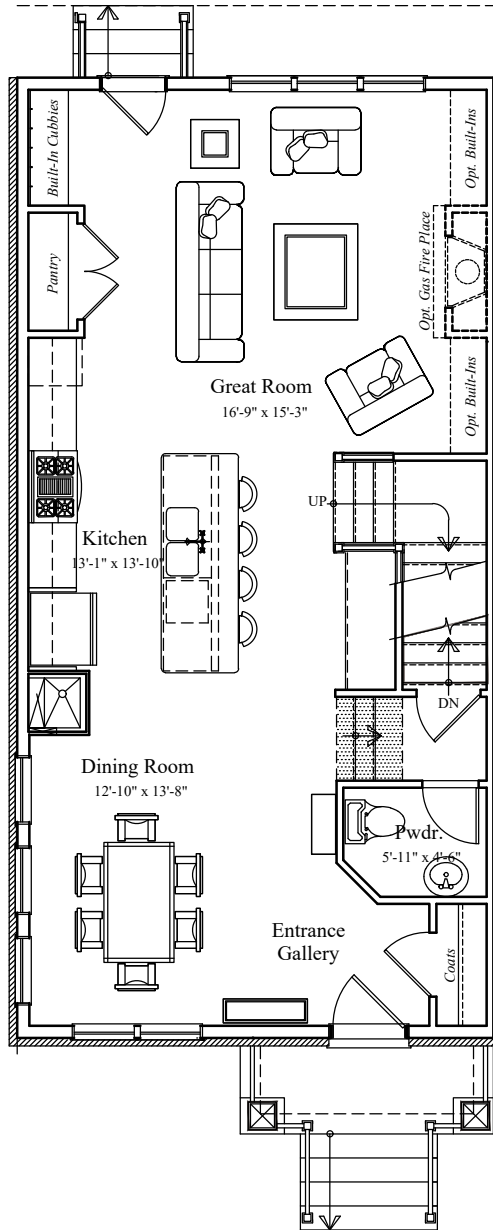 Built-In Cubbies
Opt. Built-Ins
Pantry
Opt. Gas Fire Place
Great Room
16'-9" x 15'-3"
Opt. Built-Ins
UP
Kitchen
13'-1" x 13'-10"
DN
Dining Room
12'-10" x 13'-8"
Pwdr.
5'-11" x 4'-6"
Entrance
Gallery
Coats